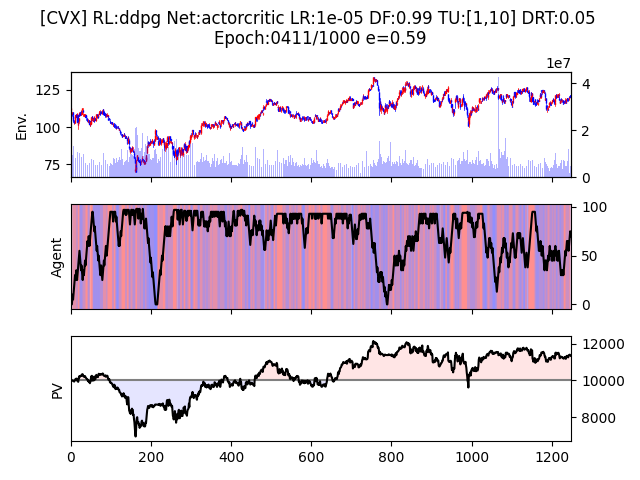 [CVX] RL:ddpg Net:actorcritic LR:1e-05 DF:0.99 TU:[1,10] DRT:0.05
Epoch:0411/1000 e=0.59
1e7
125
100
75
Env.
4
2
0
Agent
100
50
0
PV
12000
10000
8000
0 200 400 600 800 1000 1200